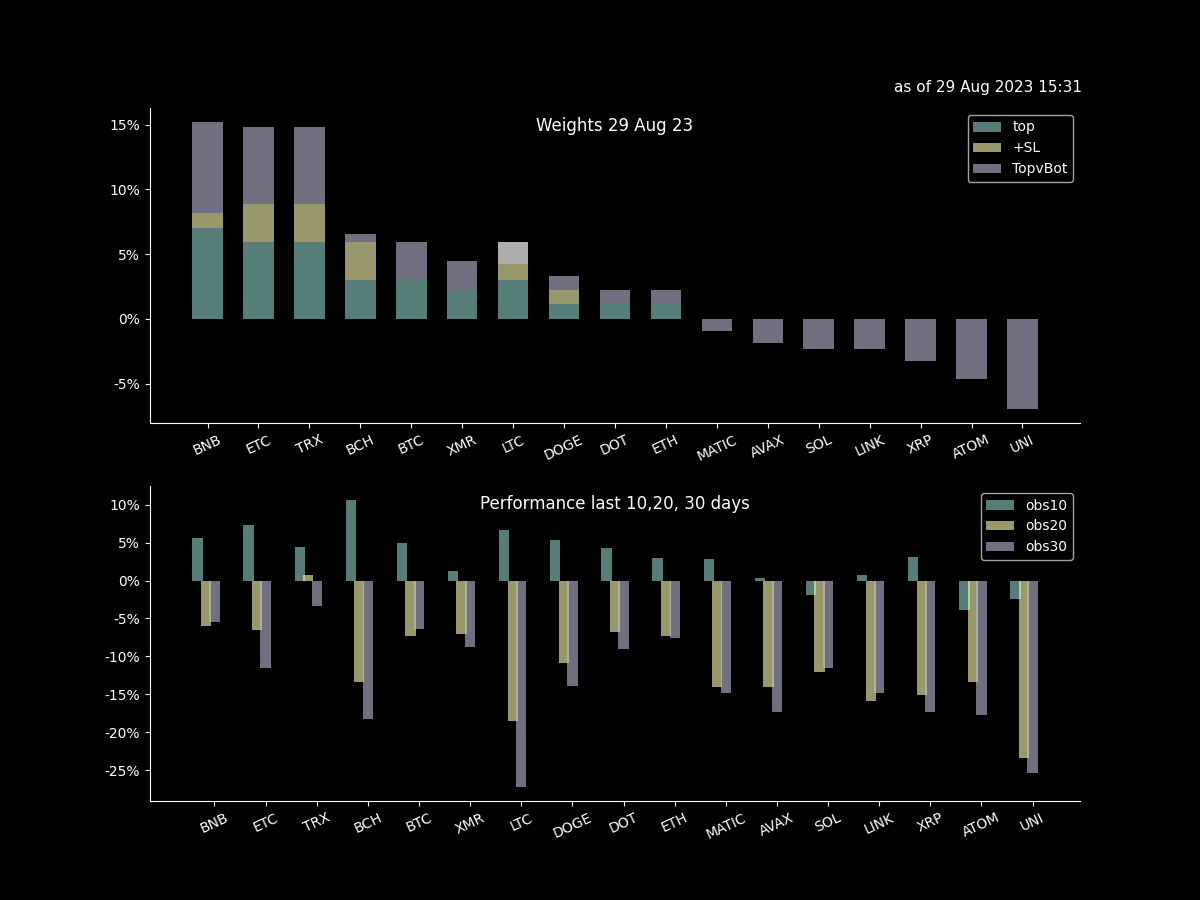 as of 29 Aug 2023 15:31
Weights 29 Aug 23
top
+SL
TopvBot
15%
10%
5%
0%
-5%
BNB ETC TRX BCH BTC XMR LTC DOGE DOT ETH MATIC AVAX SOL LINK XRP ATOM UNI
Performance last 10,20, 30 days
obs10
obs20
obs30
10%
5%
0%
-5%
-10%
-15%
-20%
-25%
BNB ETC TRX BCH BTC XMR LTC DOGE DOT ETH MATIC AVAX SOL LINK XRP ATOM UNI